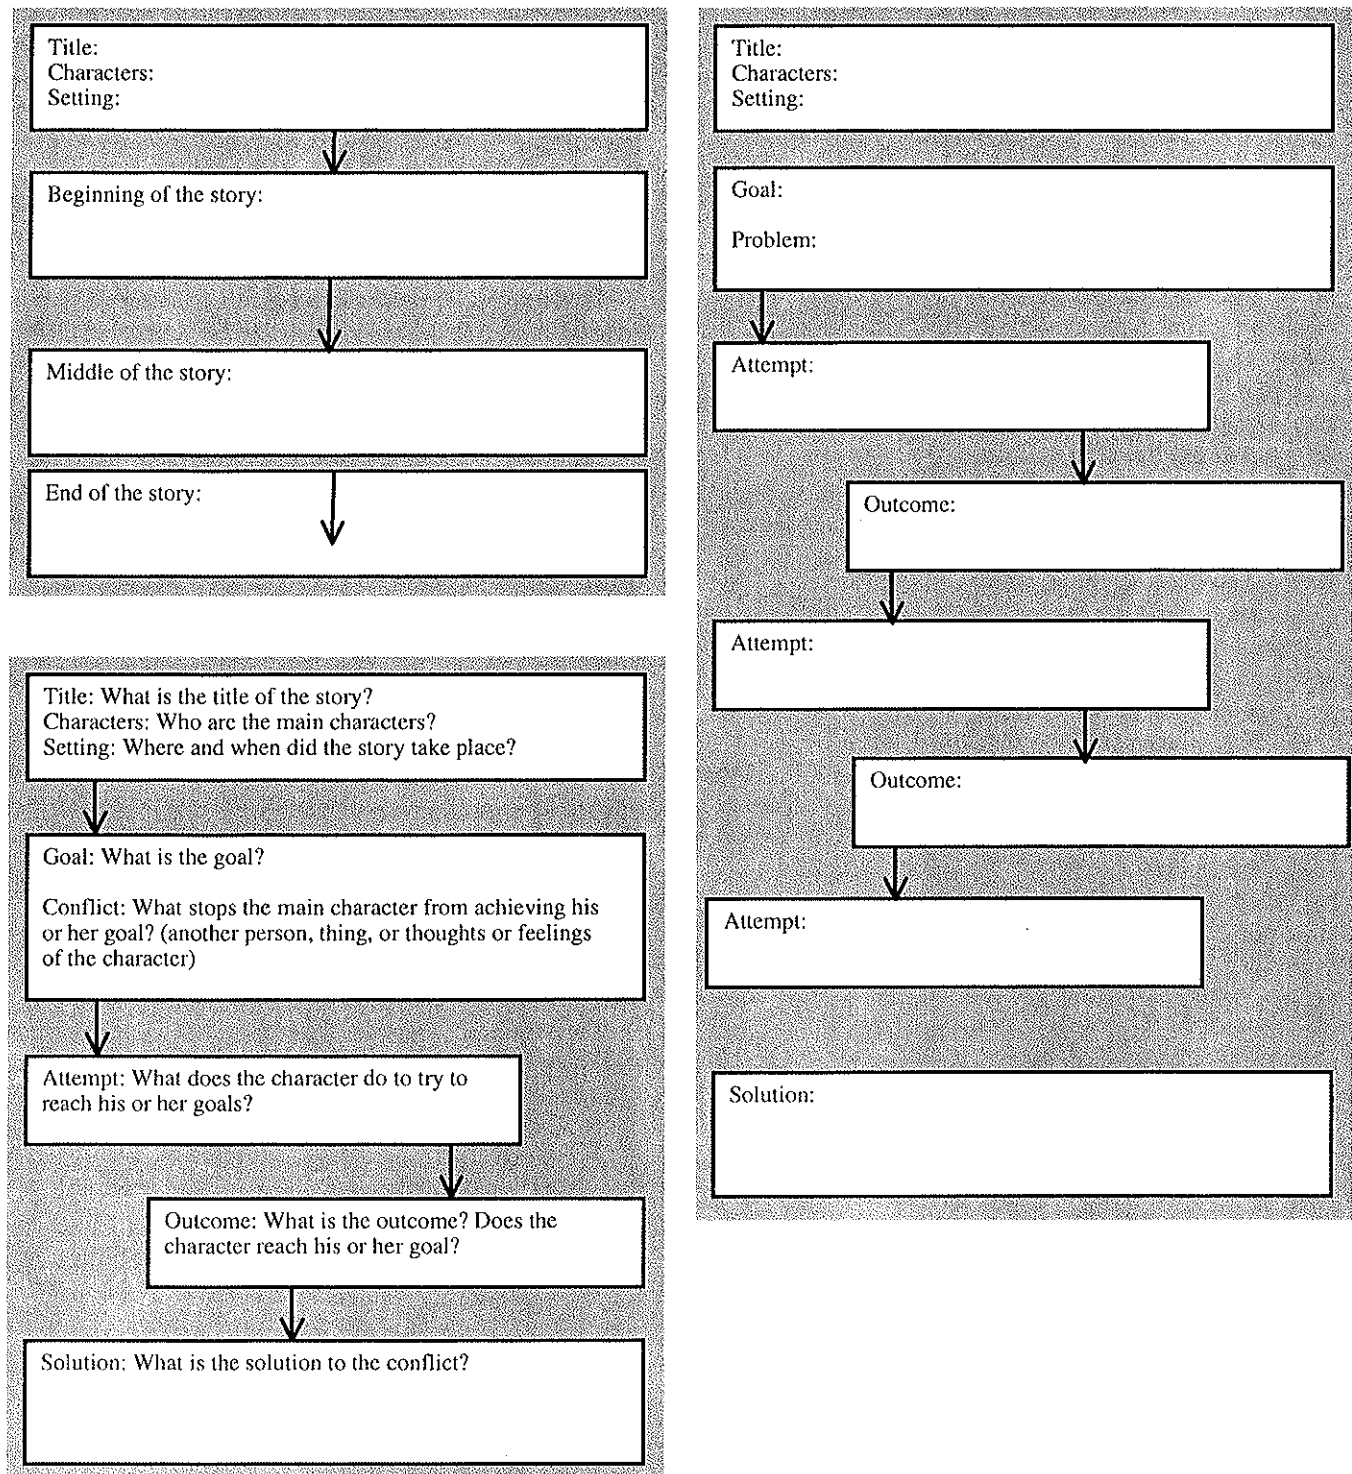 Title:
Characters:
Setting:
Beginning of the story:
Middle of the story:
End of the story:
Title: What is the title of the story?
Characters: Who are the main characters?
Setting: Where and when did the story take place?
Goal: What is the goal?
Conflict: What stops the main character from achieving his
or her goal? (another person, thing, or thoughts or feelings
of the character)
Attempt: What does the character do to try to
reach his or her goals?
Outcome: What is the outcome? Does the
character reach his or her goal?
Solution: What is the solution to the conflict?
Title:
Characters:
Setting:
Goal:
Problem:
Attempt:
Outcome:
Attempt:
Outcome:
Attempt:
Solution: